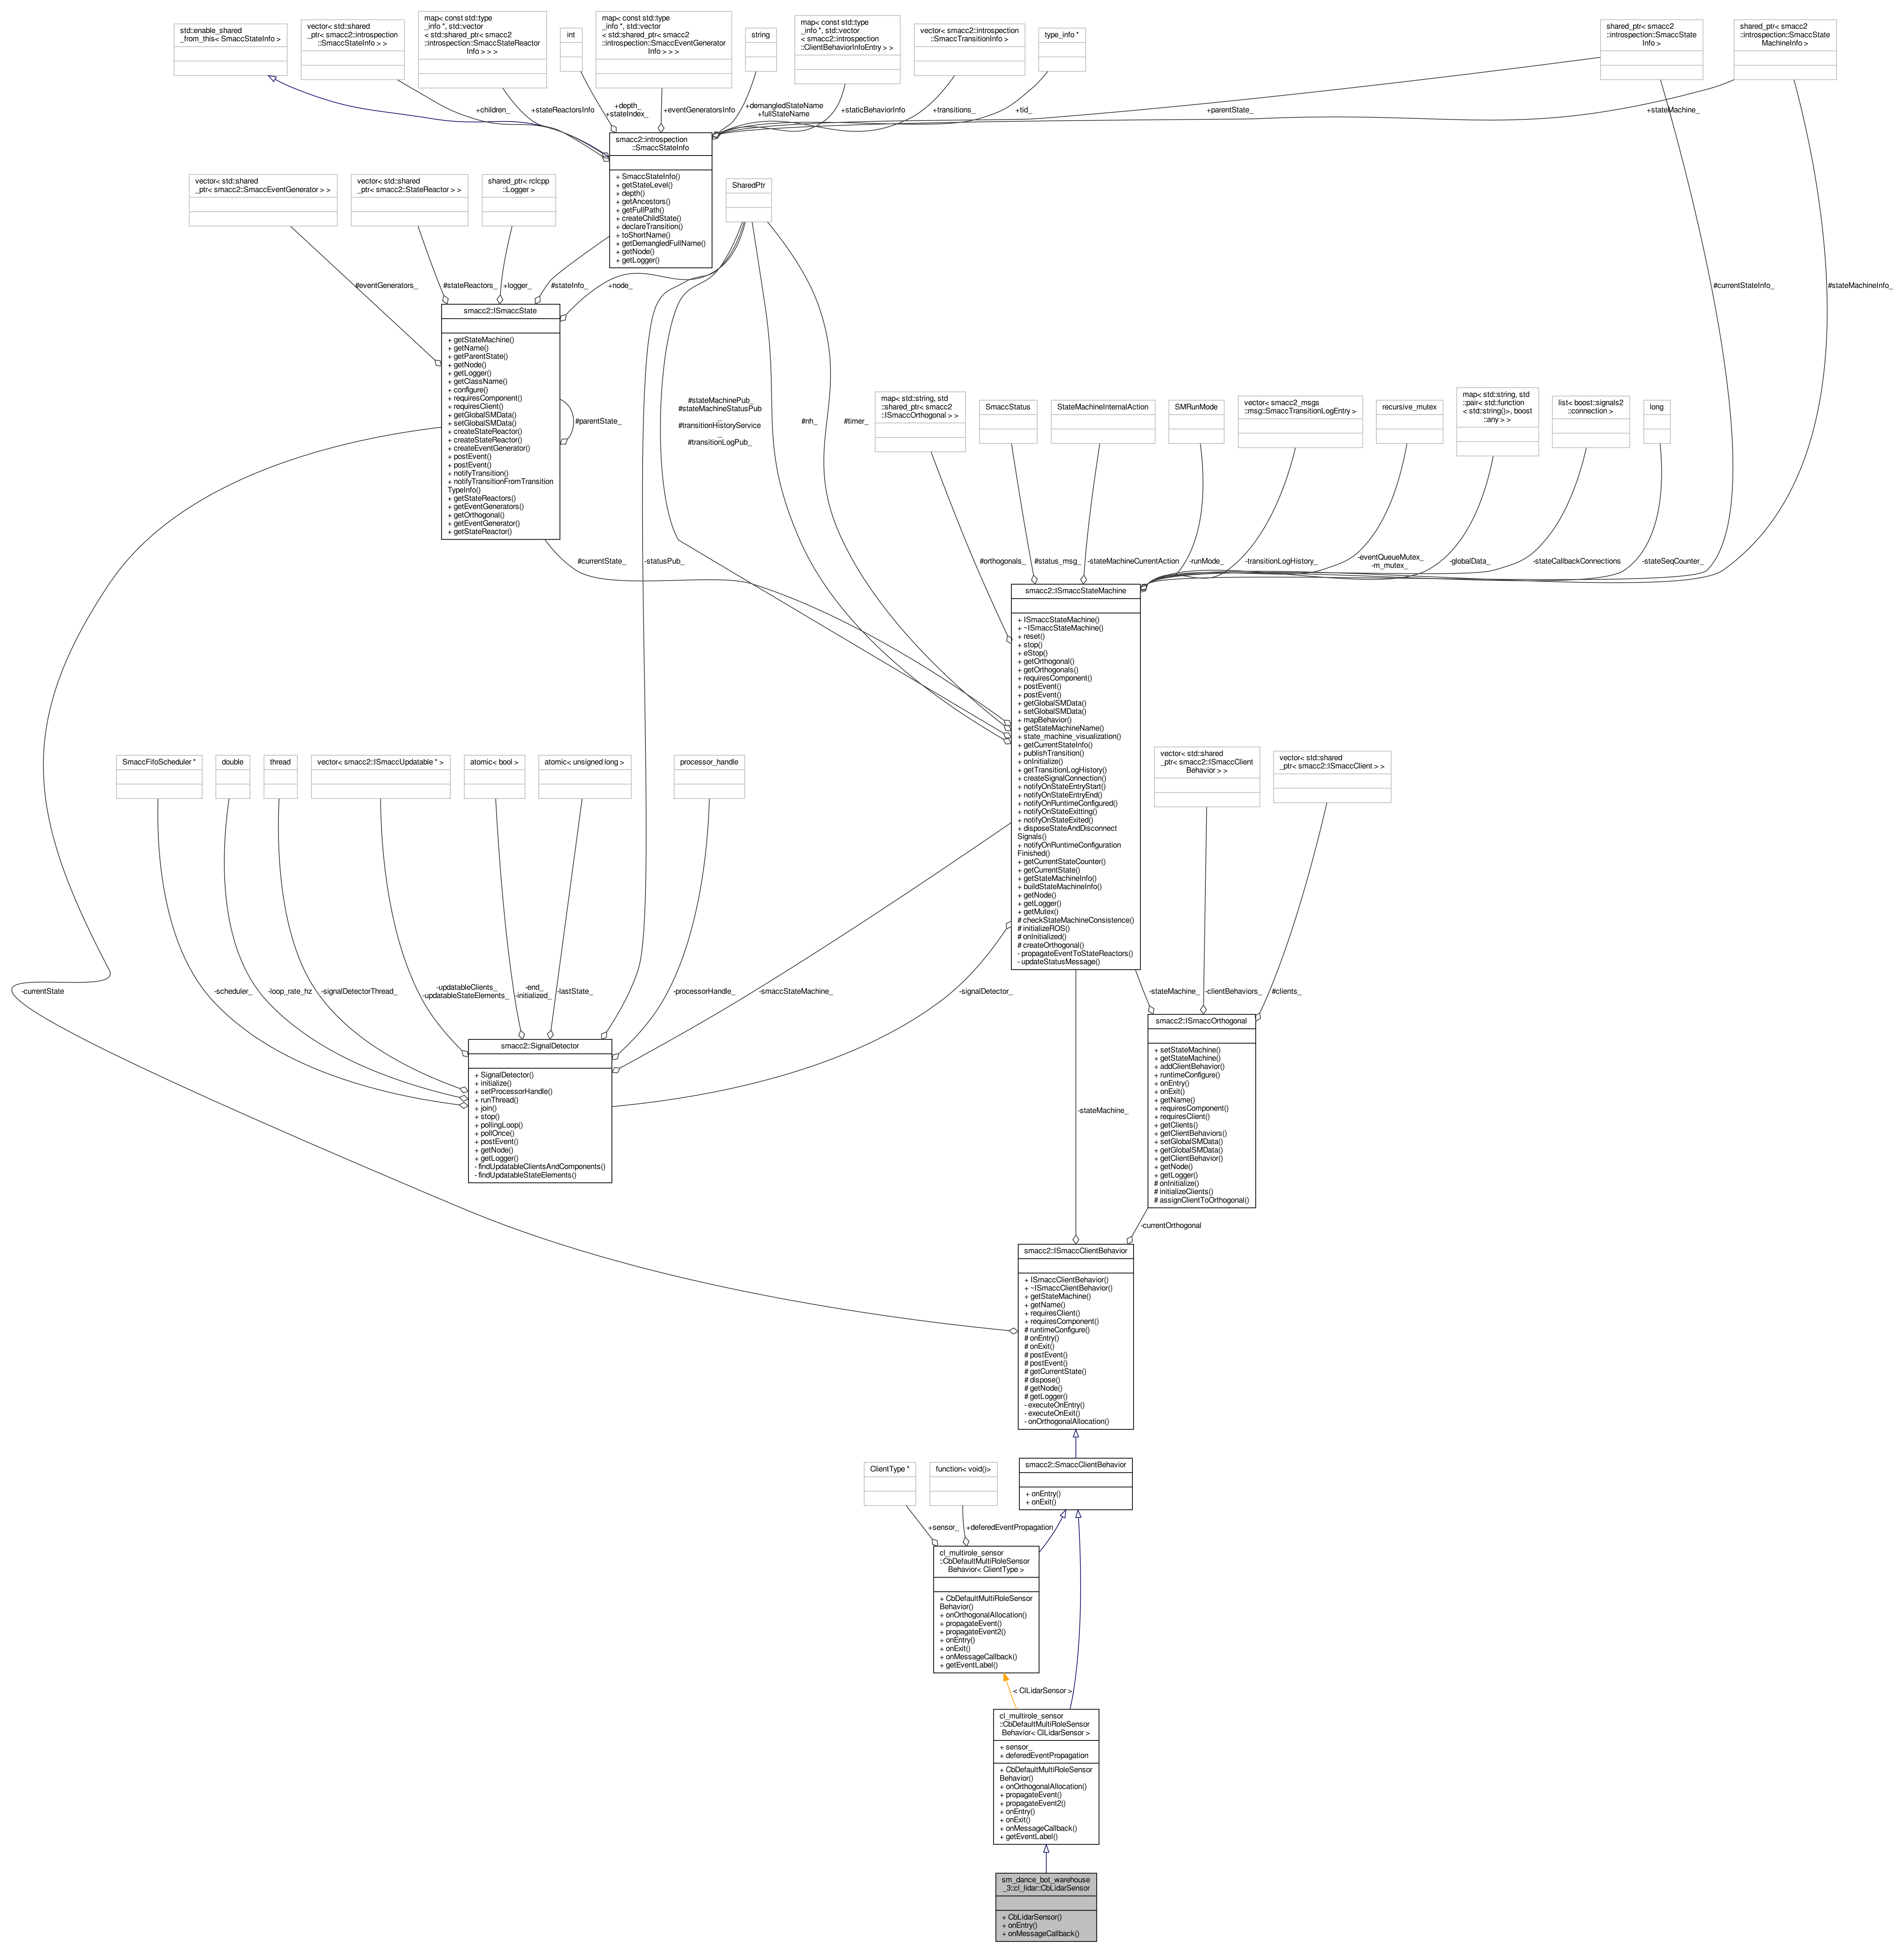 std::enable_shared
_from_this< SmaccStateInfo >
vector< std::shared
_ptr< smacc2::introspection
::SmaccStateInfo > >
map< const std::type
_info *, std::vector
< std::shared_ptr< smacc2
::introspection::SmaccStateReactor
Info > > >
int
map< const std::type
_info *, std::vector
< std::shared_ptr< smacc2
::introspection::SmaccEventGenerator
Info > > >
string
map< const std::type
_info *, std::vector
< smacc2::introspection
::ClientBehaviorInfoEntry > >
vector< smacc2::introspection
::SmaccTransitionInfo >
type_info *
shared_ptr< smacc2
::introspection::SmaccState
Info >
shared_ptr< smacc2
::introspection::SmaccState
MachineInfo >
+children_
+stateReactorsInfo
+depth_
+stateIndex_
+eventGeneratorsInfo
+demangledStateName
+fullStateName
+staticBehaviorInfo
+transitions_
+tid_
+parentState_
+stateMachine_
smacc2::introspection
::SmaccStateInfo
+ SmaccStateInfo()
+ getStateLevel()
+ depth()
+ getAncestors()
+ getFullPath()
+ createChildState()
+ declareTransition()
+ toShortName()
+ getDemangledFullName()
+ getNode()
+ getLogger()
vector< std::shared
_ptr< smacc2::SmaccEventGenerator > >
vector< std::shared
_ptr< smacc2::StateReactor > >
shared_ptr< rclcpp
::Logger >
SharedPtr
#eventGenerators_
#stateReactors_
+logger_
#stateInfo_
+node_
#currentStateInfo_
#stateMachineInfo_
smacc2::ISmaccState
+ getStateMachine()
+ getName()
+ getParentState()
+ getNode()
+ getLogger()
+ getClassName()
+ configure()
+ requiresComponent()
+ requiresClient()
+ getGlobalSMData()
+ setGlobalSMData()
+ createStateReactor()
+ createStateReactor()
+ createEventGenerator()
+ postEvent()
+ postEvent()
+ notifyTransition()
+ notifyTransitionFromTransition
TypeInfo()
+ getStateReactors()
+ getEventGenerators()
+ getOrthogonal()
+ getEventGenerator()
+ getStateReactor()
#parentState_
#stateMachinePub_
#stateMachineStatusPub
_
#transitionHistoryService
_
#transitionLogPub_
#nh_
#timer_
map< std::string, std
::shared_ptr< smacc2
::ISmaccOrthogonal > >
SmaccStatus
StateMachineInternalAction
SMRunMode
vector< smacc2_msgs
::msg::SmaccTransitionLogEntry >
recursive_mutex
map< std::string, std
::pair< std::function
< std::string()>, boost
::any > >
list< boost::signals2
::connection >
long
#currentState_
-statusPub_
#orthogonals_
#status_msg_
-stateMachineCurrentAction
-runMode_
-transitionLogHistory_
-eventQueueMutex_
-m_mutex_
-globalData_
-stateCallbackConnections
-stateSeqCounter_
smacc2::ISmaccStateMachine
+ ISmaccStateMachine()
+ ~ISmaccStateMachine()
+ reset()
+ stop()
+ eStop()
+ getOrthogonal()
+ getOrthogonals()
+ requiresComponent()
+ postEvent()
+ postEvent()
+ getGlobalSMData()
+ setGlobalSMData()
+ mapBehavior()
+ getStateMachineName()
+ state_machine_visualization()
+ getCurrentStateInfo()
+ publishTransition()
+ onInitialize()
+ getTransitionLogHistory()
+ createSignalConnection()
+ notifyOnStateEntryStart()
+ notifyOnStateEntryEnd()
+ notifyOnRuntimeConfigured()
+ notifyOnStateExitting()
+ notifyOnStateExited()
+ disposeStateAndDisconnect
Signals()
+ notifyOnRuntimeConfiguration
Finished()
+ getCurrentStateCounter()
+ getCurrentState()
+ getStateMachineInfo()
+ buildStateMachineInfo()
+ getNode()
+ getLogger()
+ getMutex()
# checkStateMachineConsistence()
# initializeROS()
# onInitialized()
# createOrthogonal()
- propagateEventToStateReactors()
- updateStatusMessage()
SmaccFifoScheduler *
double
thread
vector< smacc2::ISmaccUpdatable * >
atomic< bool >
atomic< unsigned long >
processor_handle
vector< std::shared
_ptr< smacc2::ISmaccClient
Behavior > >
vector< std::shared
_ptr< smacc2::ISmaccClient > >
-currentState
-scheduler_
-loop_rate_hz
-signalDetectorThread_
-updatableClients_
-updatableStateElements_
-end_
-initialized_
-lastState_
-processorHandle_
-smaccStateMachine_
-signalDetector_
-stateMachine_
-clientBehaviors_
#clients_
smacc2::SignalDetector
+ SignalDetector()
+ initialize()
+ setProcessorHandle()
+ runThread()
+ join()
+ stop()
+ pollingLoop()
+ pollOnce()
+ postEvent()
+ getNode()
+ getLogger()
- findUpdatableClientsAndComponents()
- findUpdatableStateElements()
smacc2::ISmaccOrthogonal
+ setStateMachine()
+ getStateMachine()
+ addClientBehavior()
+ runtimeConfigure()
+ onEntry()
+ onExit()
+ getName()
+ requiresComponent()
+ requiresClient()
+ getClients()
+ getClientBehaviors()
+ setGlobalSMData()
+ getGlobalSMData()
+ getClientBehavior()
+ getNode()
+ getLogger()
# onInitialize()
# initializeClients()
# assignClientToOrthogonal()
-stateMachine_
-currentOrthogonal
smacc2::ISmaccClientBehavior
+ ISmaccClientBehavior()
+ ~ISmaccClientBehavior()
+ getStateMachine()
+ getName()
+ requiresClient()
+ requiresComponent()
# runtimeConfigure()
# onEntry()
# onExit()
# postEvent()
# postEvent()
# getCurrentState()
# dispose()
# getNode()
# getLogger()
- executeOnEntry()
- executeOnExit()
- onOrthogonalAllocation()
ClientType *
function< void()>
smacc2::SmaccClientBehavior
+ onEntry()
+ onExit()
+sensor_
+deferedEventPropagation
cl_multirole_sensor
::CbDefaultMultiRoleSensor
Behavior< ClientType >
+ CbDefaultMultiRoleSensor
Behavior()
+ onOrthogonalAllocation()
+ propagateEvent()
+ propagateEvent2()
+ onEntry()
+ onExit()
+ onMessageCallback()
+ getEventLabel()
< ClLidarSensor >
cl_multirole_sensor
::CbDefaultMultiRoleSensor
Behavior< ClLidarSensor >
+ sensor_
+ deferedEventPropagation
+ CbDefaultMultiRoleSensor
Behavior()
+ onOrthogonalAllocation()
+ propagateEvent()
+ propagateEvent2()
+ onEntry()
+ onExit()
+ onMessageCallback()
+ getEventLabel()
sm_dance_bot_warehouse
_3::cl_lidar::CbLidarSensor
+ CbLidarSensor()
+ onEntry()
+ onMessageCallback()